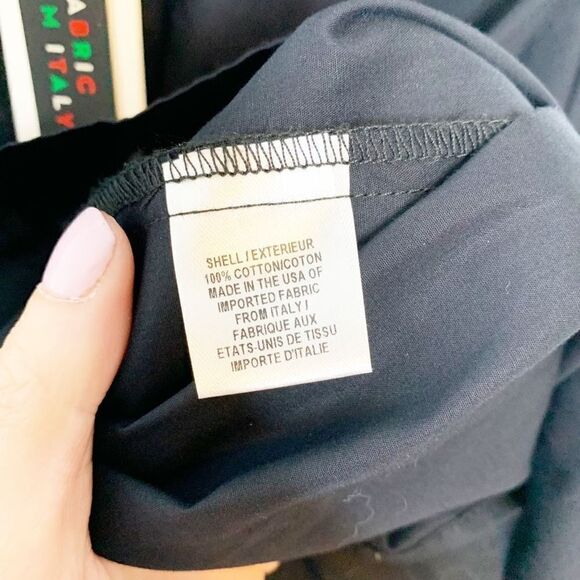 FABRIC
M ITALY
SHELL / EXTERIEUR
100% COTTON/COTON
MADE IN THE USA OF
IMPORTED FABRIC
FROM ITALY /
FABRIQUE AUX
ETATS-UNIS DE TISSU
IMPORTE D'ITALIE